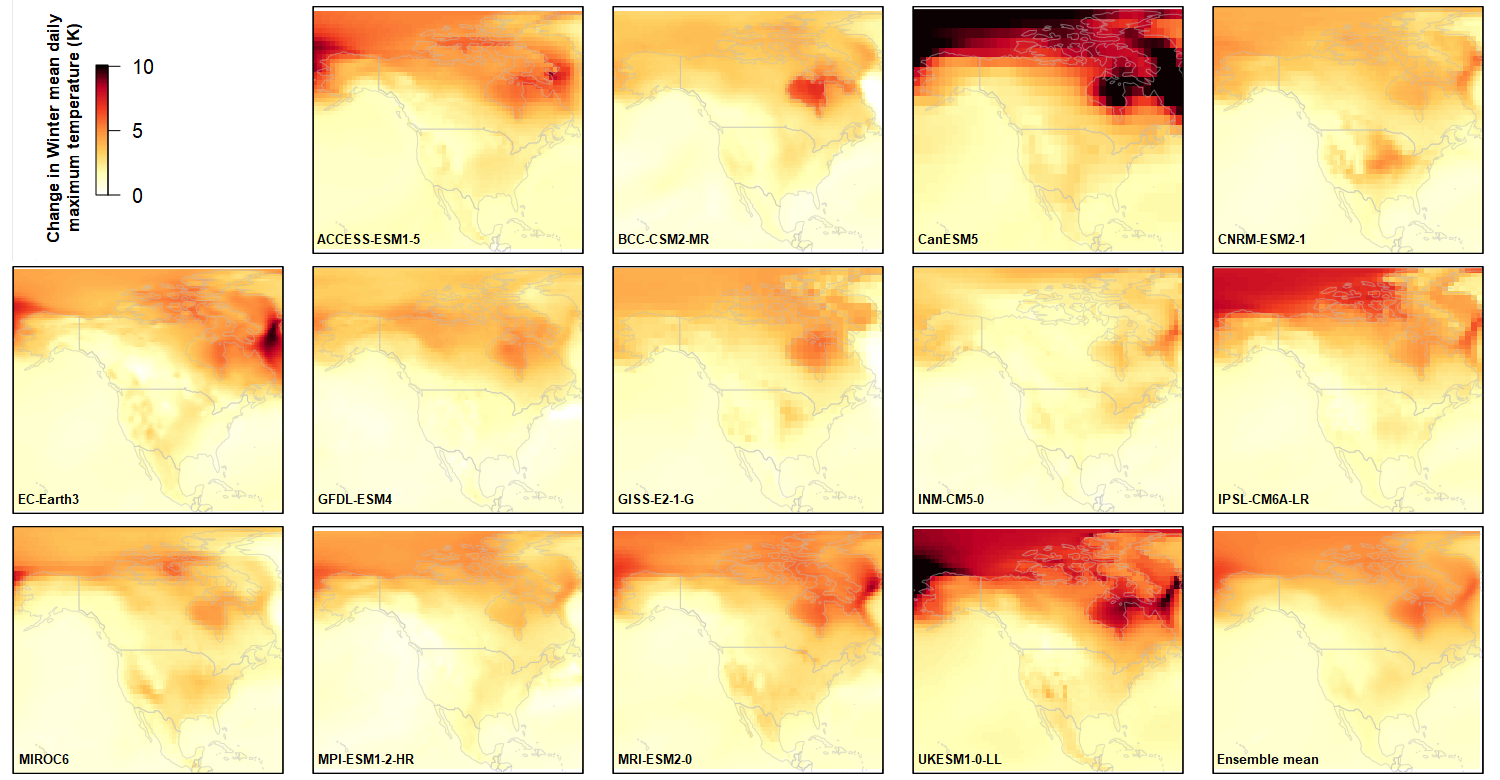 Change in Winter mean daily
maximum temperature (K)
10
5
0
ACCESS-ESM1-5
BCC-CSM2-MR
CanESM5
CNRM-ESM2-1
EC-Earth3
GFDL-ESM4
GISS-E2-1-G
INM-CM5-0
IPSL-CM6A-LR
MIROC6
MPI-ESM1-2-HR
MRI-ESM2-0
UKESM1-0-LL
Ensemble mean